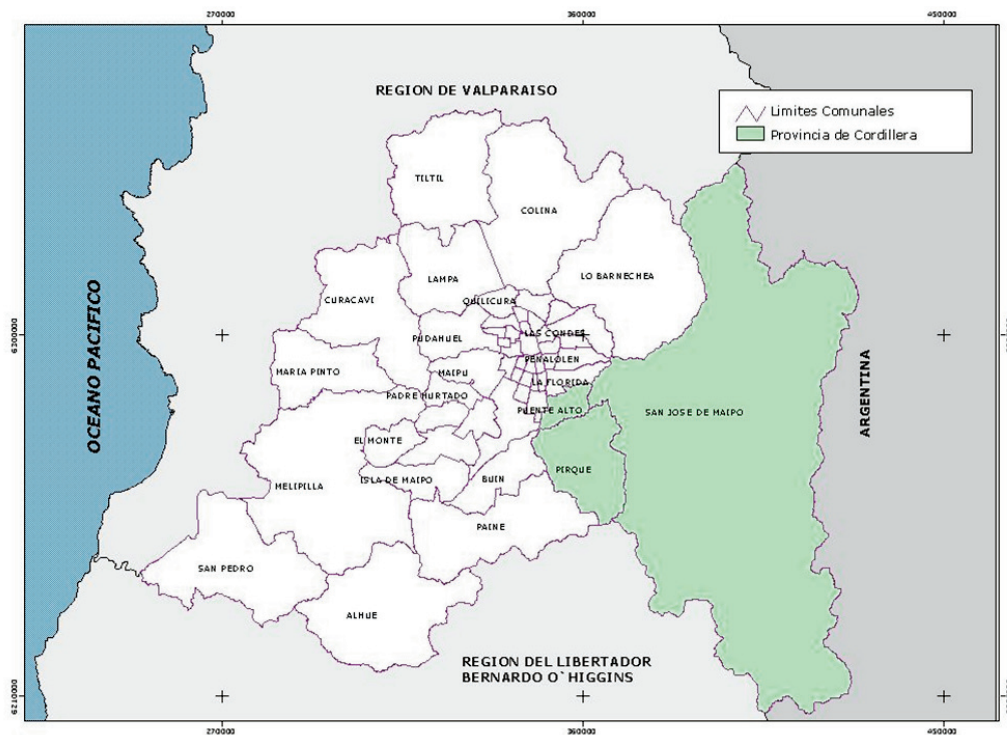 270000
360000
450000
REGION DE VALPARAISO
Limites Comunales
Provincia de Cordillera
TILTIL
COLINA
LO BARNECHEA
LAMPA
CURACAVI
QUILICURA
6300000
LAS CONDES
PUDAHUEL
PEÑALOLEN
MARIA PINTO
MAIPU
LA FLORIDA
PADRE HURTADO
OCEANO PACIFICO
PUENTE ALTO
SAN JOSE DE MAIPO
ARGENTINA
EL MONTE
PIRQUE
MELIPILLA
ISLA DE MAIPO
BUIN
PAINE
SAN PEDRO
ALHUE
REGION DEL LIBERTADOR
BERNARDO O`HIGGINS
6210000
270000
360000
450000